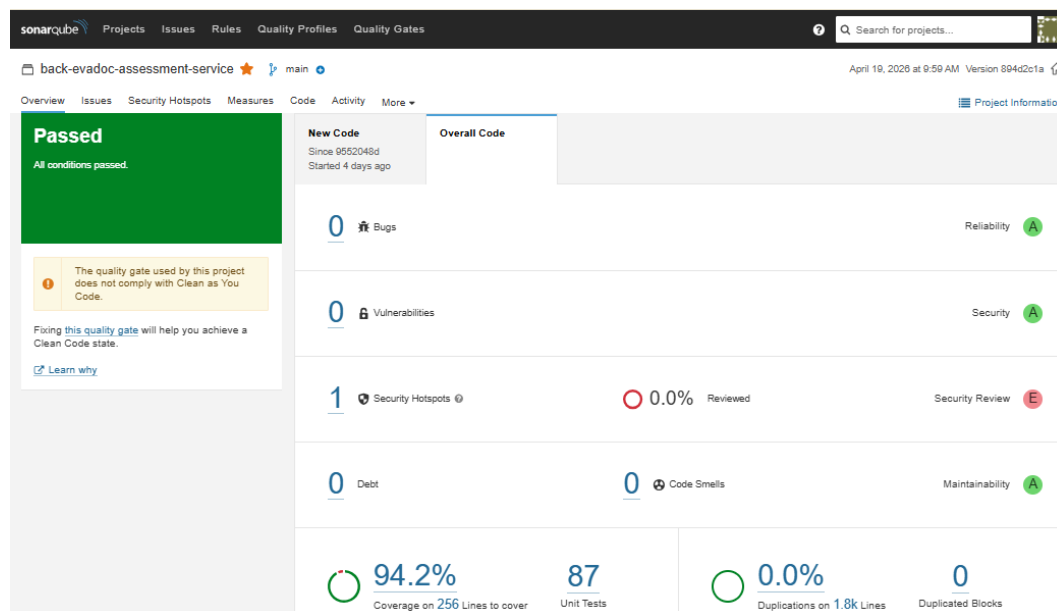 sonarqube Projects Issues Rules Quality Profiles Quality Gates ? Search for projects...
back-evadoc-assessment-service main April 19, 2026 at 9:59 AM Version 894d2c1a
Overview Issues Security Hotspots Measures Code Activity More Project Informatio
Passed
All conditions passed.
The quality gate used by this project
does not comply with Clean as You
Code.
Fixing this quality gate will help you achieve a
Clean Code state.
Learn why
New Code
Since 9552048d
Started 4 days ago
Overall Code
0 Bugs Reliability A
0 Vulnerabilities Security A
1 Security Hotspots ? 0.0% Reviewed Security Review E
0 Debt 0 Code Smells Maintainability A
94.2%
Coverage on 256 Lines to cover
87
Unit Tests
0.0%
Duplications on 1.8k Lines
0
Duplicated Blocks